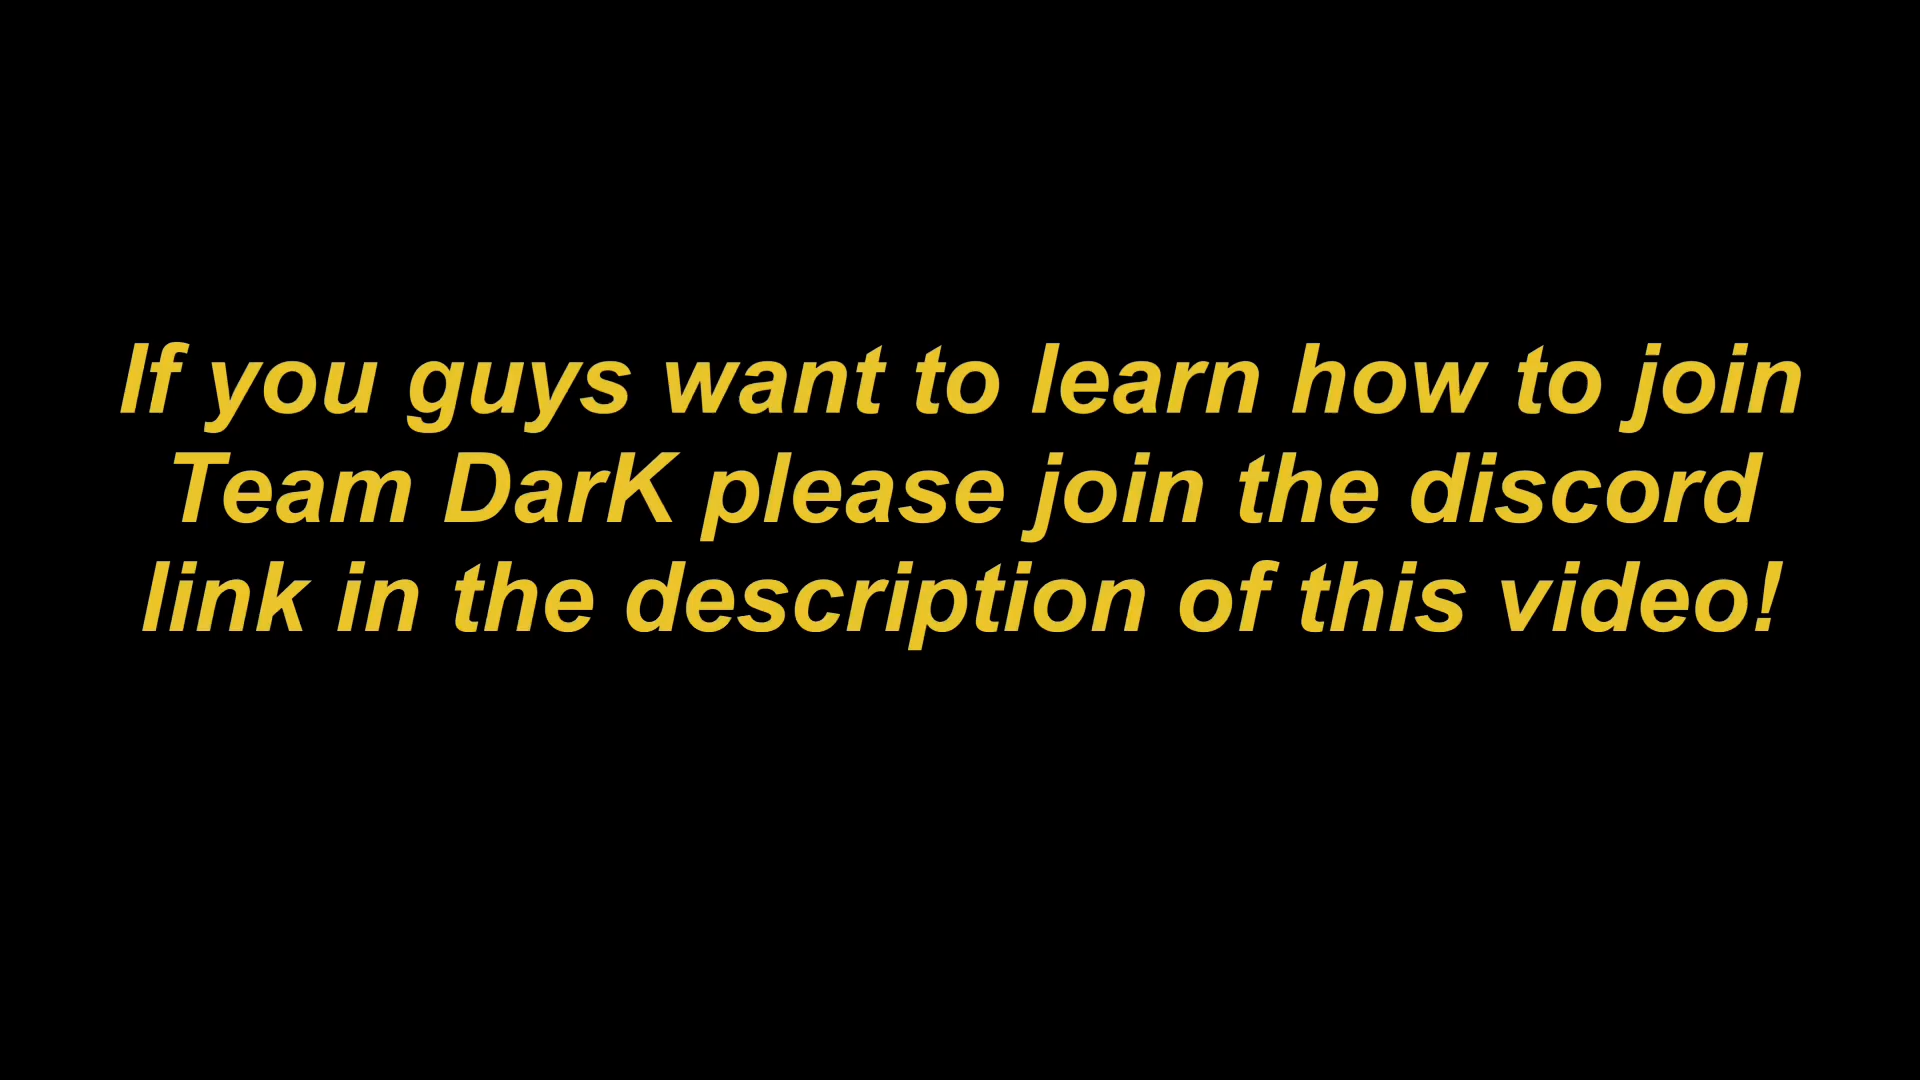 If you guys want to learn how to join
Team DarK please join the discord
link in the description of this video!